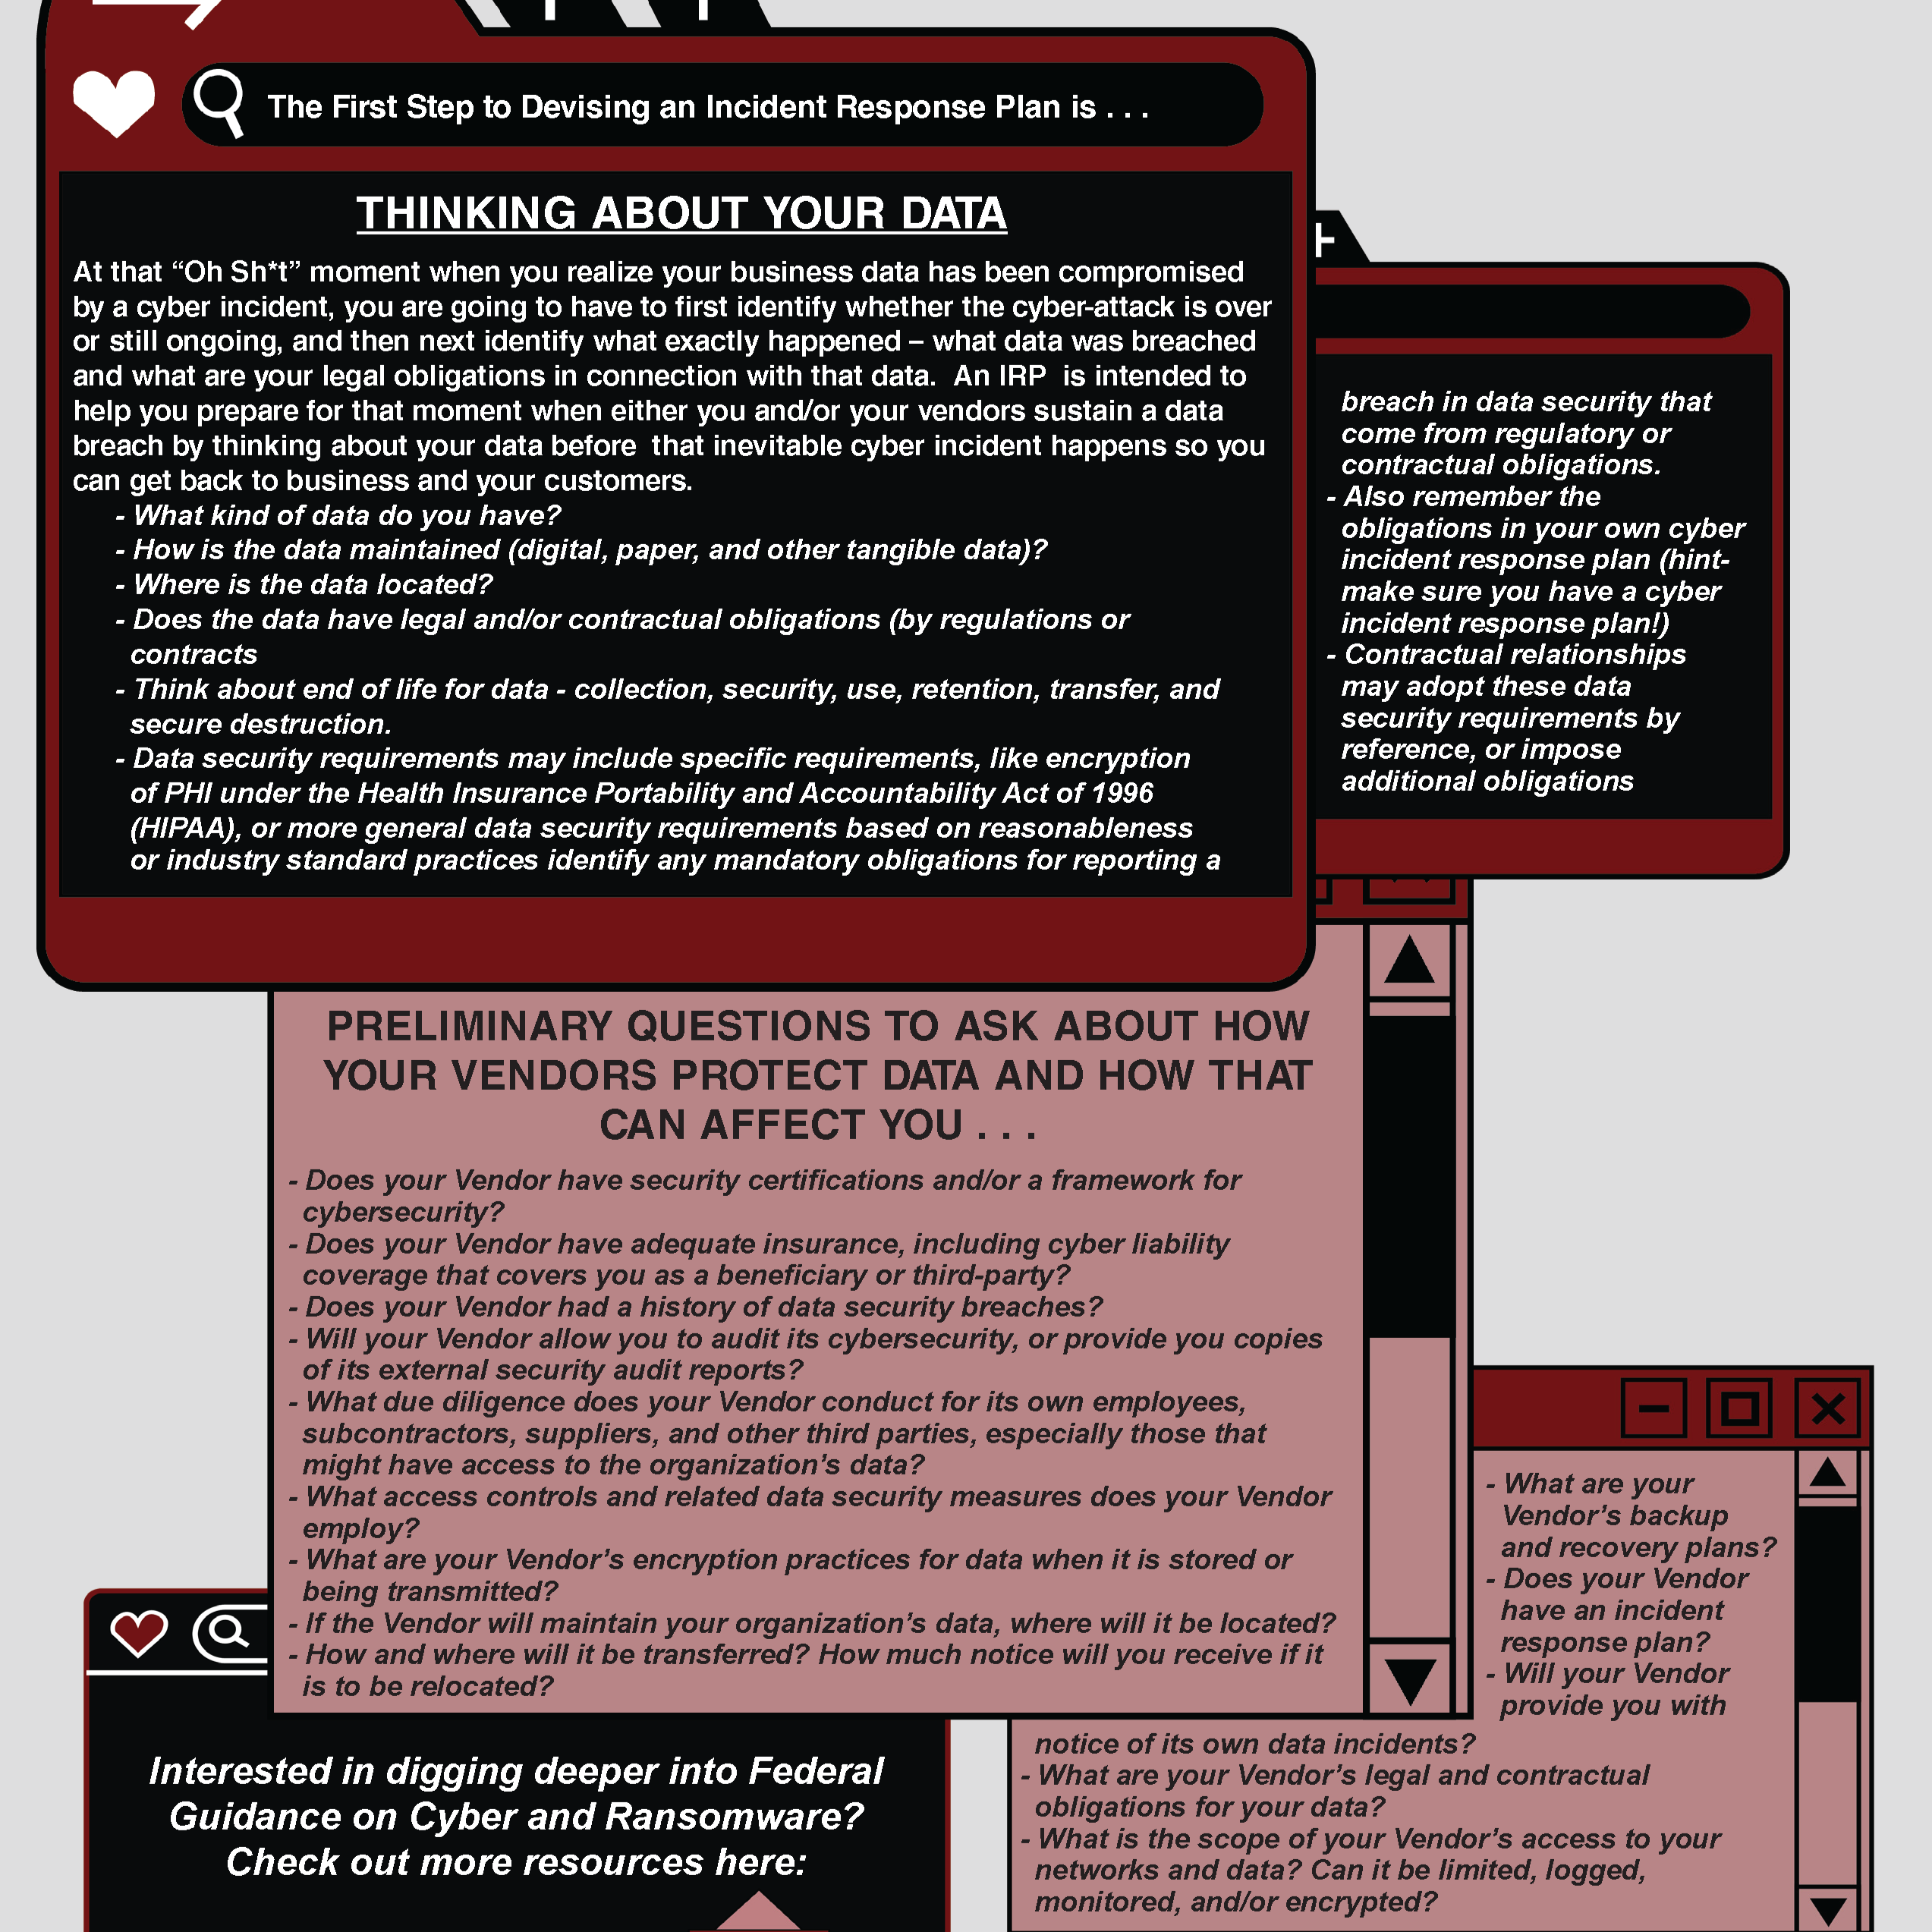 The First Step to Devising an Incident Response Plan is . . .
THINKING ABOUT YOUR DATA
At that “Oh Sh*t” moment when you realize your business data has been compromised
by a cyber incident, you are going to have to first identify whether the cyber-attack is over
or still ongoing, and then next identify what exactly happened – what data was breached
and what are your legal obligations in connection with that data.  An IRP  is intended to
help you prepare for that moment when either you and/or your vendors sustain a data
breach by thinking about your data before  that inevitable cyber incident happens so you
can get back to business and your customers.
- What kind of data do you have?
- How is the data maintained (digital, paper, and other tangible data)?
- Where is the data located?
- Does the data have legal and/or contractual obligations (by regulations or
contracts
- Think about end of life for data - collection, security, use, retention, transfer, and
secure destruction.
- Data security requirements may include specific requirements, like encryption
of PHI under the Health Insurance Portability and Accountability Act of 1996
(HIPAA), or more general data security requirements based on reasonableness
or industry standard practices identify any mandatory obligations for reporting a
breach in data security that
come from regulatory or
contractual obligations.
- Also remember the
obligations in your own cyber
incident response plan (hint-
make sure you have a cyber
incident response plan!)
- Contractual relationships
may adopt these data
security requirements by
reference, or impose
additional obligations
PRELIMINARY QUESTIONS TO ASK ABOUT HOW
YOUR VENDORS PROTECT DATA AND HOW THAT
CAN AFFECT YOU . . .
- Does your Vendor have security certifications and/or a framework for
cybersecurity?
- Does your Vendor have adequate insurance, including cyber liability
coverage that covers you as a beneficiary or third-party?
- Does your Vendor had a history of data security breaches?
- Will your Vendor allow you to audit its cybersecurity, or provide you copies
of its external security audit reports?
- What due diligence does your Vendor conduct for its own employees,
subcontractors, suppliers, and other third parties, especially those that
might have access to the organization’s data?
- What access controls and related data security measures does your Vendor
employ?
- What are your Vendor’s encryption practices for data when it is stored or
being transmitted?
- If the Vendor will maintain your organization’s data, where will it be located?
- How and where will it be transferred? How much notice will you receive if it
is to be relocated?
- What are your
Vendor’s backup
and recovery plans?
- Does your Vendor
have an incident
response plan?
- Will your Vendor
provide you with
notice of its own data incidents?
- What are your Vendor’s legal and contractual
obligations for your data?
- What is the scope of your Vendor’s access to your
networks and data? Can it be limited, logged,
monitored, and/or encrypted?
Interested in digging deeper into Federal
Guidance on Cyber and Ransomware?
Check out more resources here: